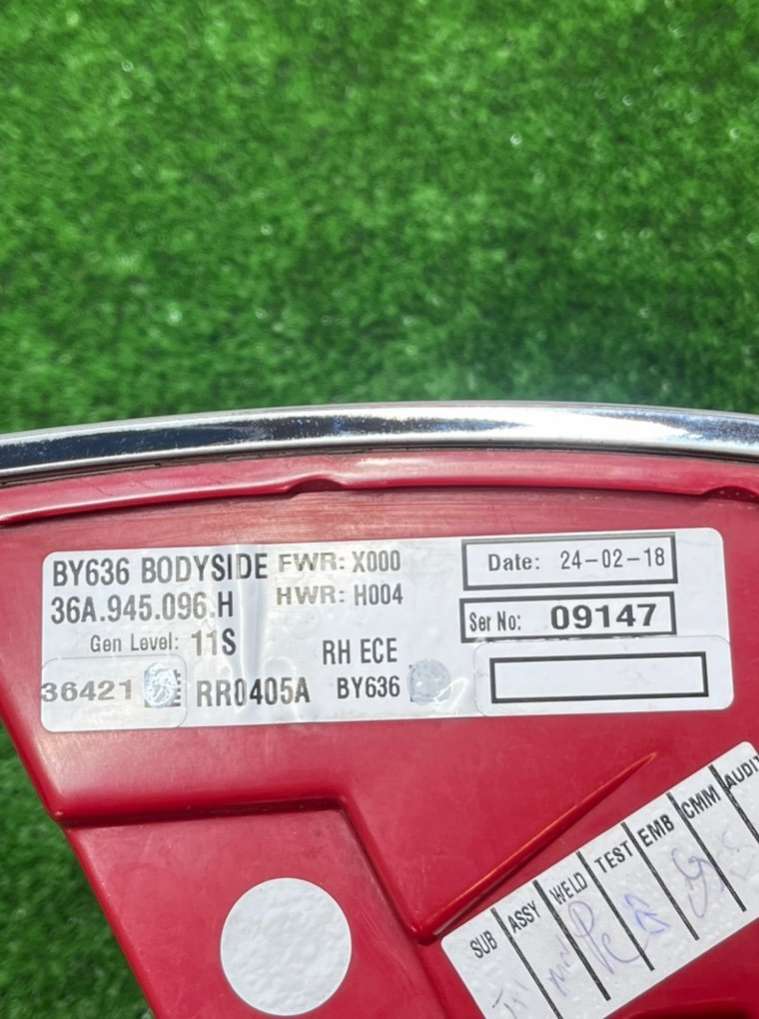 BY636 BODYSIDE FWR: X000
36A.945.096.H HWR: H004
Gen Level: 11S
RH ECE
36421 RR0405A BY636
Date: 24-02-18
Ser No: 09147
SUB ASSY WELD TEST EMB CMM AUDIT